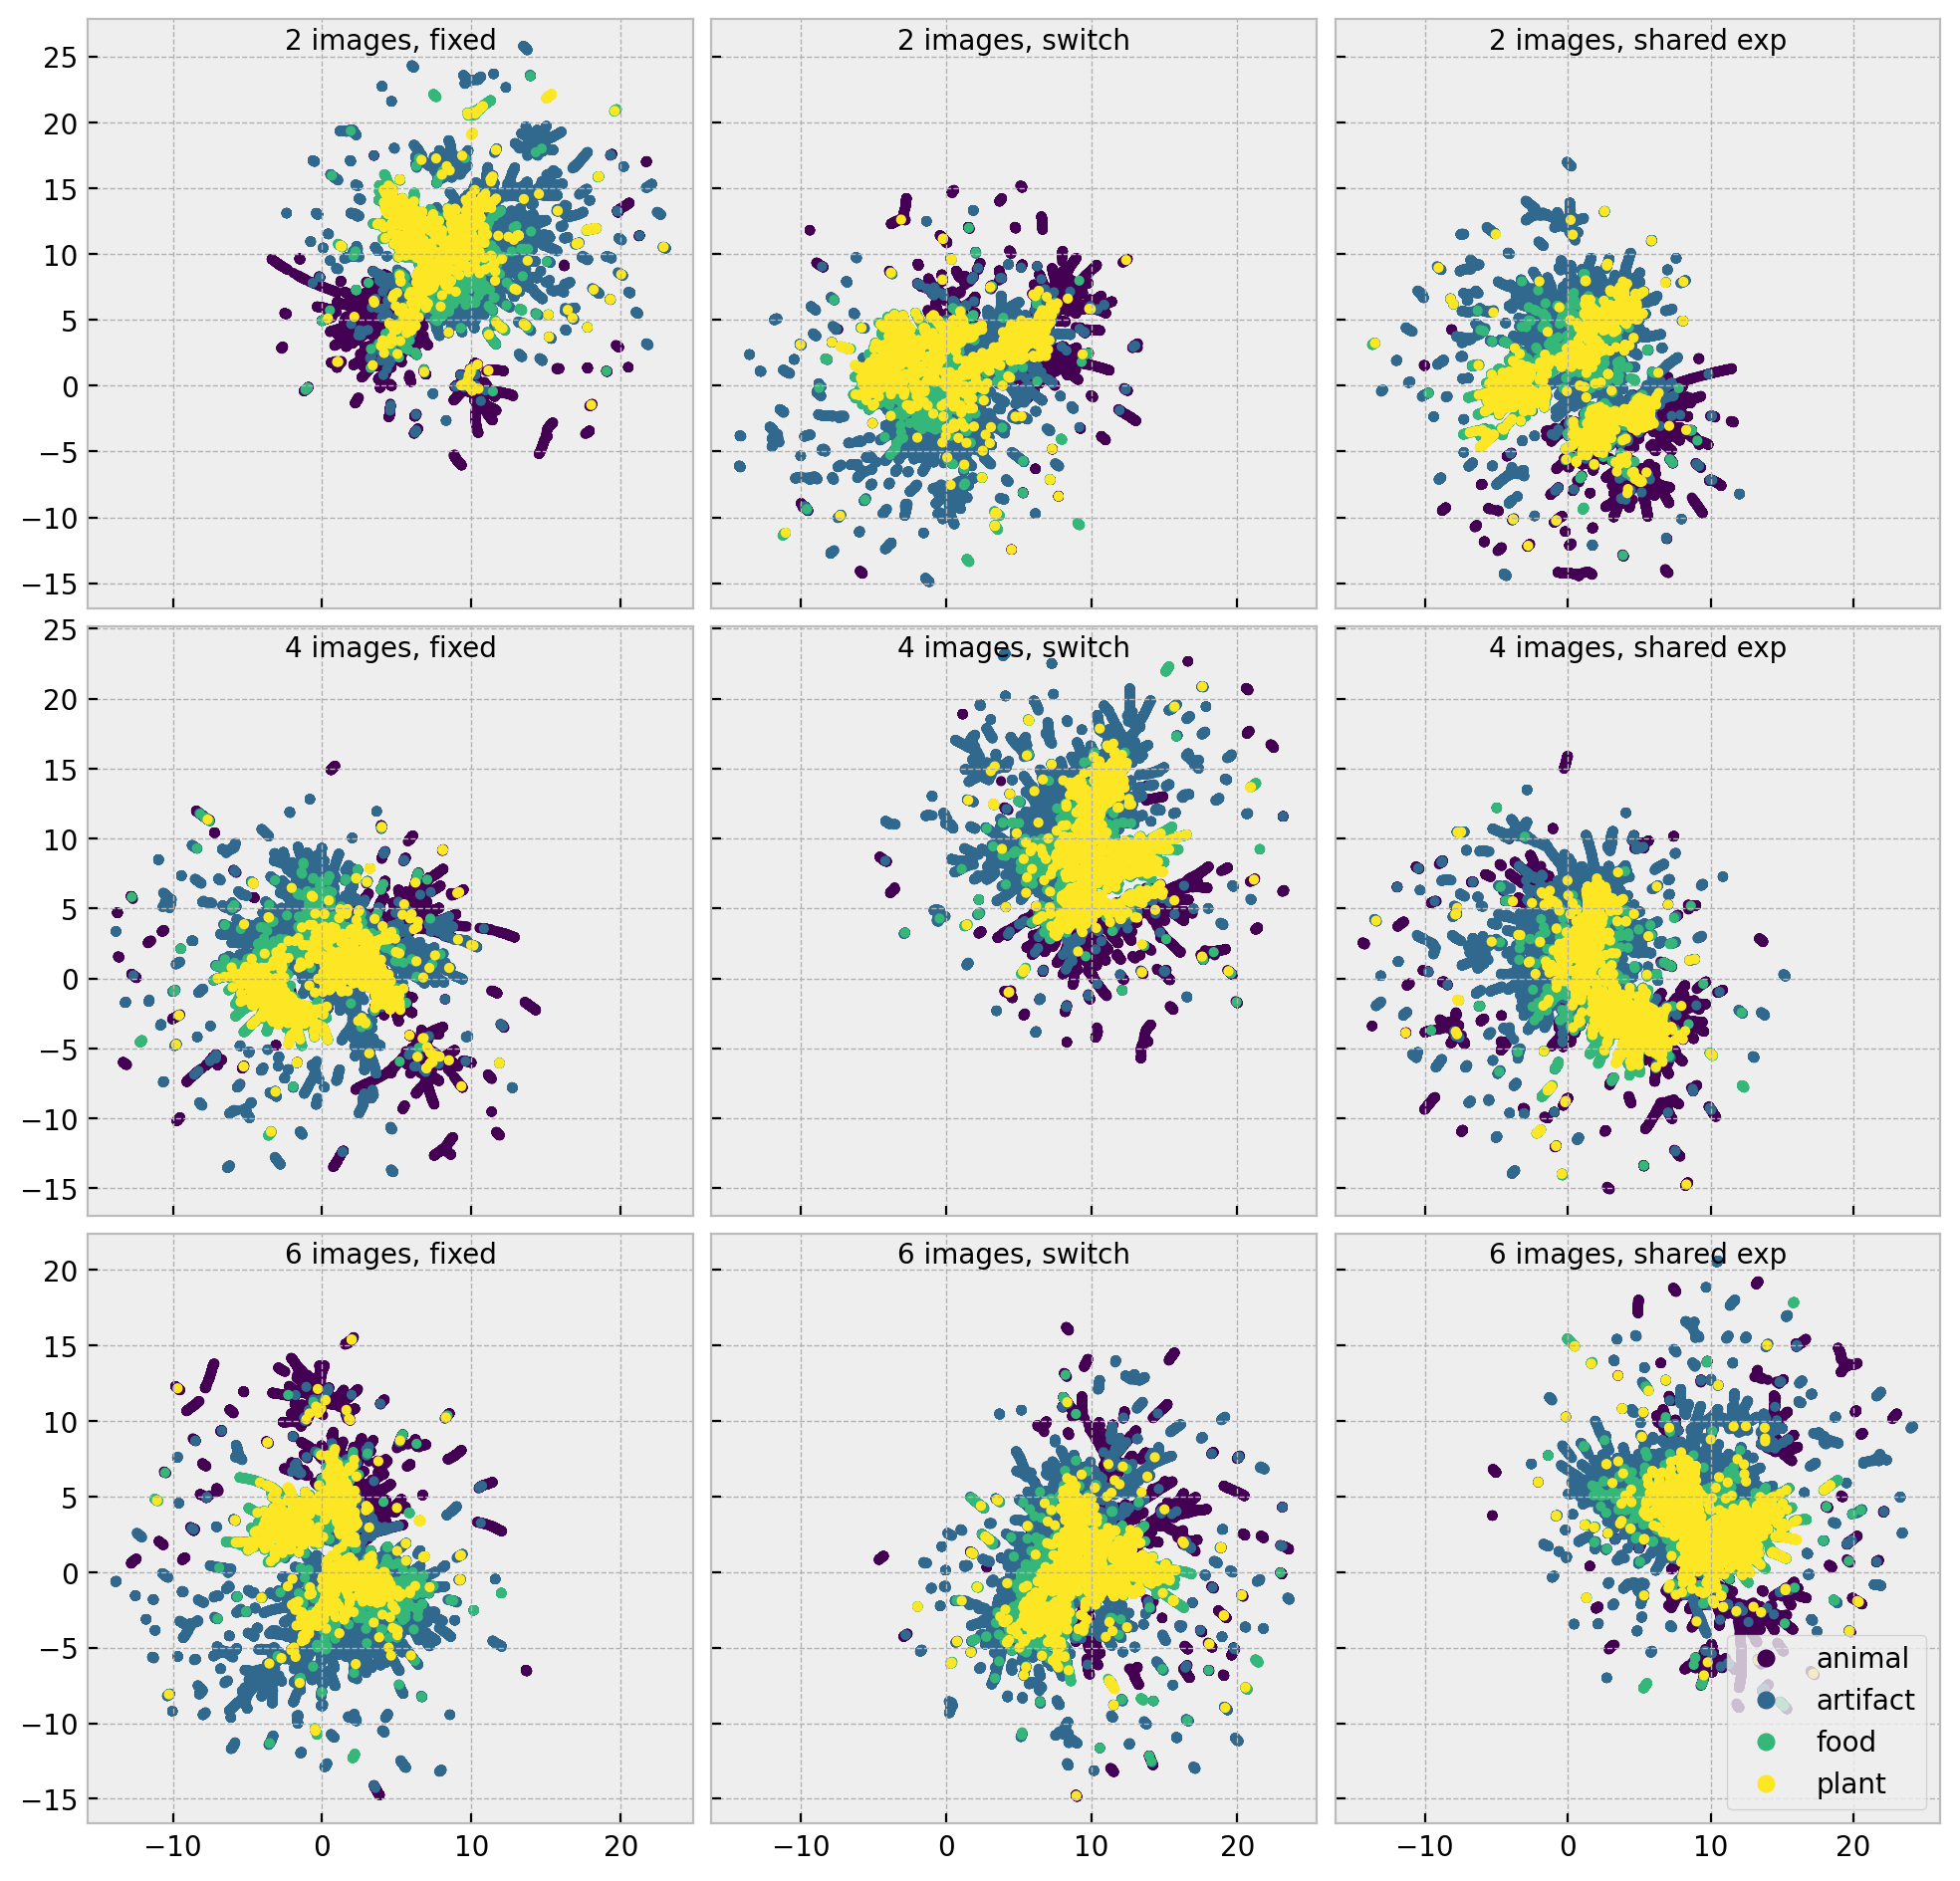 2 images, fixed
2 images, switch
2 images, shared exp
25
20
15
10
5
0
−5
−10
−15
4 images, fixed
4 images, switch
4 images, shared exp
25
20
15
10
5
0
−5
−10
−15
6 images, fixed
6 images, switch
6 images, shared exp
20
15
10
5
0
−5
−10
−15
animal
artifact
food
plant
−10 0 10 20
−10 0 10 20
−10 0 10 20